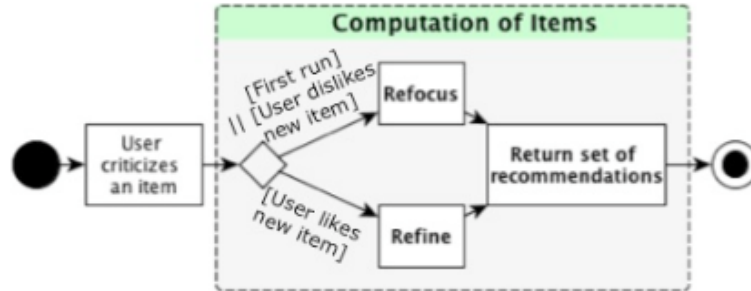 Computation of Items
[First run]
|| [User dislikes
new item]
Refocus
User
criticizes
an item
Return set of
recommendations
[User likes
new item]
Refine